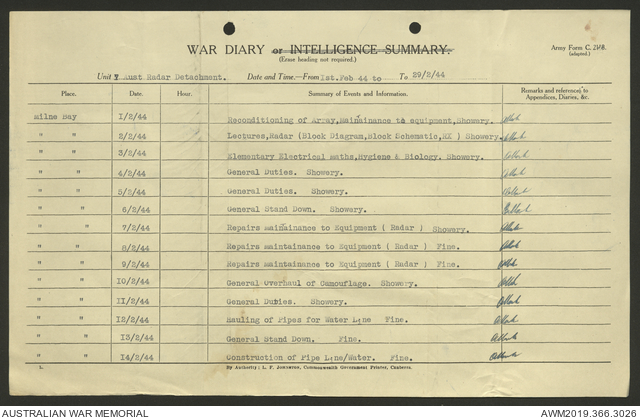 WAR DIARY or INTELLIGENCE SUMMARY.
(Erase heading not required.)
Army Form C. 2118.
(adapted.)
Unit Aust Radar Detachment. Date and Time.—From 1st.Feb 44 to To 29/2/44
Place. Date. Hour. Summary of Events and Information. Remarks and references to Appendices, Diaries, &c.
Milne Bay 1/2/44 Reconditioning of Array,Maintainance to equipment,Showery.
" " 2/2/44 Lectures,Radar (Block Diagram,Block Schematic, ) Showery.
" " 3/2/44 Elementary Electrical maths,Hygiene & Biology. Showery.
" " 4/2/44 General Duties. Showery.
" " 5/2/44 General Duties. Showery.
" " 6/2/44 General Stand Down. Showery.
" " 7/2/44 Repairs Maintainance to Equipment ( Radar ) Showery.
" " 8/2/44 Repairs Maintainance to Equipment ( Radar ) Fine.
" " 9/2/44 Repairs Maintainance to Equipment ( Radar ) Fine.
" " 10/2/44 General Overhaul of Camouflage. Showery.
" " 11/2/44 General Duties. Showery.
" " 12/2/44 Hauling of Pipes for Water Line Fine.
" " 13/2/44 General Stand Down. Fine.
" " 14/2/44 Construction of Pipe Line/Water. Fine.
By Authority: L. F. Johnston, Commonwealth Government Printer, Canberra.
AUSTRALIAN WAR MEMORIAL AWM2019.366.3026